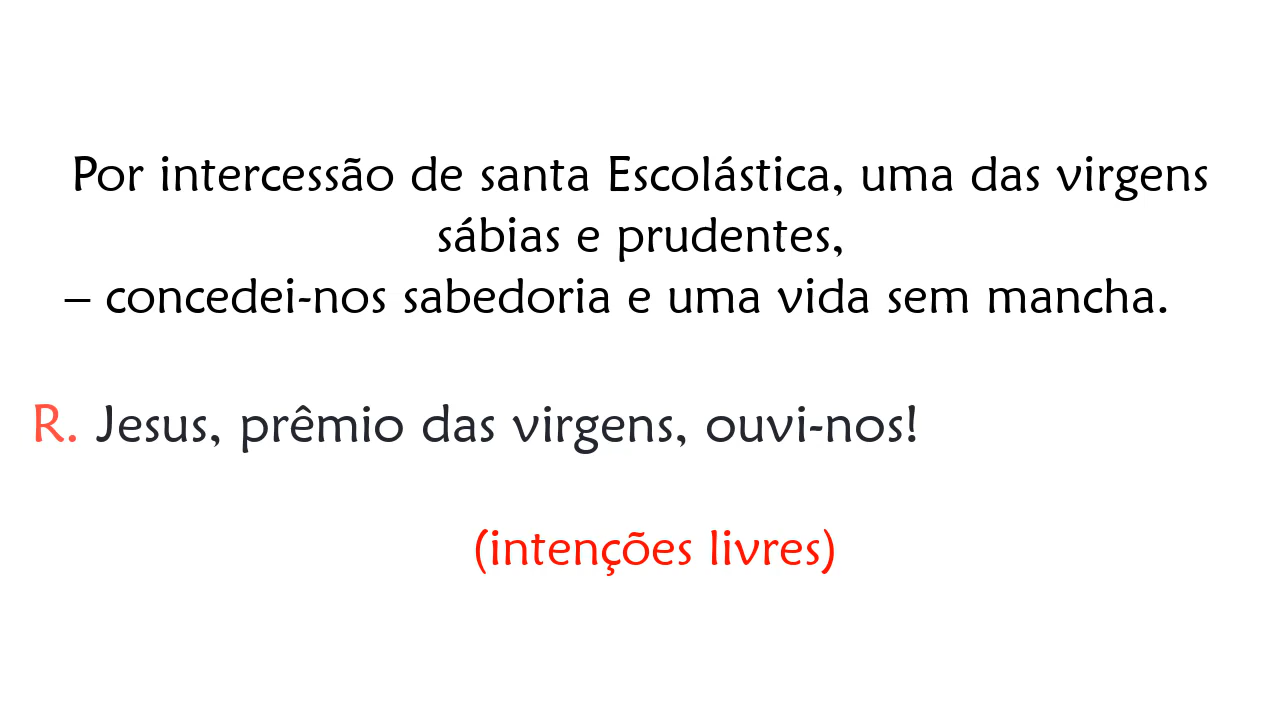 Por intercessão de santa Escolástica, uma das virgens
sábias e prudentes,
– concedei-nos sabedoria e uma vida sem mancha.
R. Jesus, prêmio das virgens, ouvi-nos!
(intenções livres)